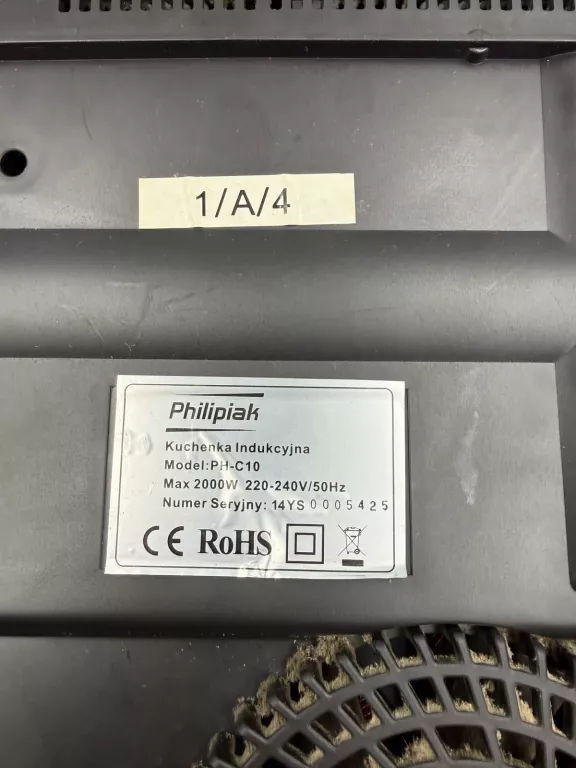 1/A/4
Philipiak
Kuchenka Indukcyjna
Model:PH-C10
Max 2000W 220-240V/50Hz
Numer Seryjny: 14YS 0005425
CE RoHS